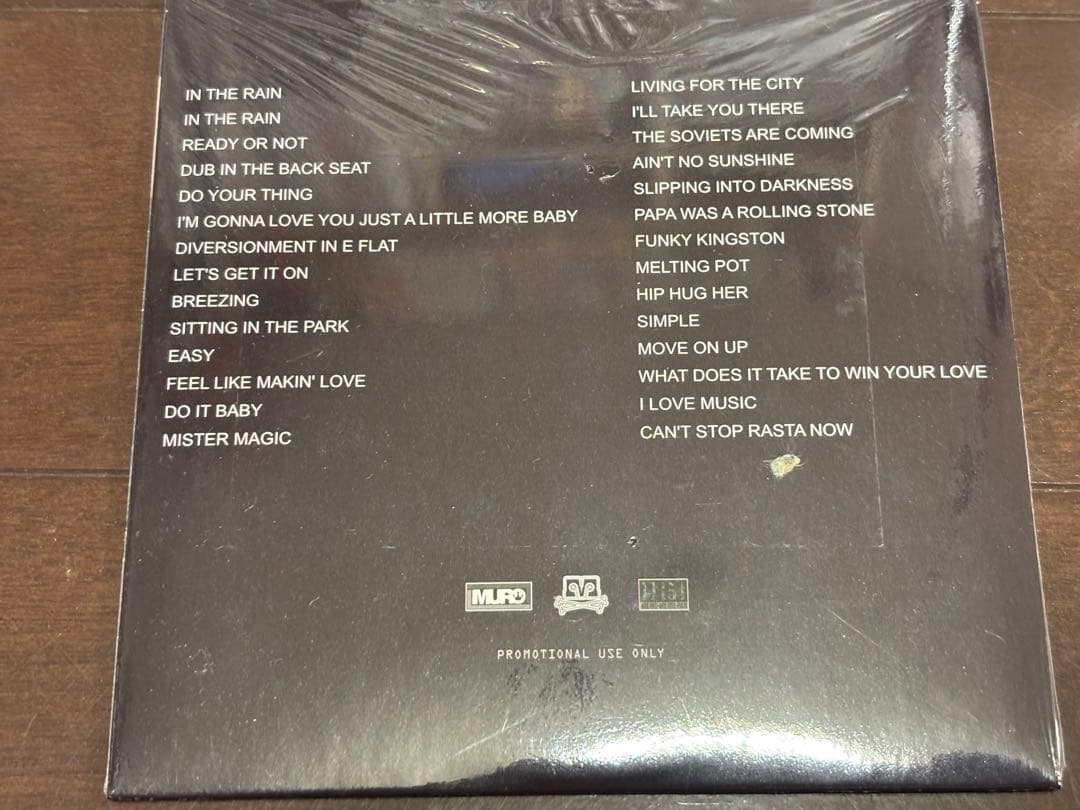 IN THE RAIN
IN THE RAIN
READY OR NOT
DUB IN THE BACK SEAT
DO YOUR THING
I'M GONNA LOVE YOU JUST A LITTLE MORE BABY
DIVERSIONMENT IN E FLAT
LET'S GET IT ON
BREEZING
SITTING IN THE PARK
EASY
FEEL LIKE MAKIN' LOVE
DO IT BABY
MISTER MAGIC
LIVING FOR THE CITY
I'LL TAKE YOU THERE
THE SOVIETS ARE COMING
AIN'T NO SUNSHINE
SLIPPING INTO DARKNESS
PAPA WAS A ROLLING STONE
FUNKY KINGSTON
MELTING POT
HIP HUG HER
SIMPLE
MOVE ON UP
WHAT DOES IT TAKE TO WIN YOUR LOVE
I LOVE MUSIC
CAN'T STOP RASTA NOW
MURO
PROMOTIONAL USE ONLY